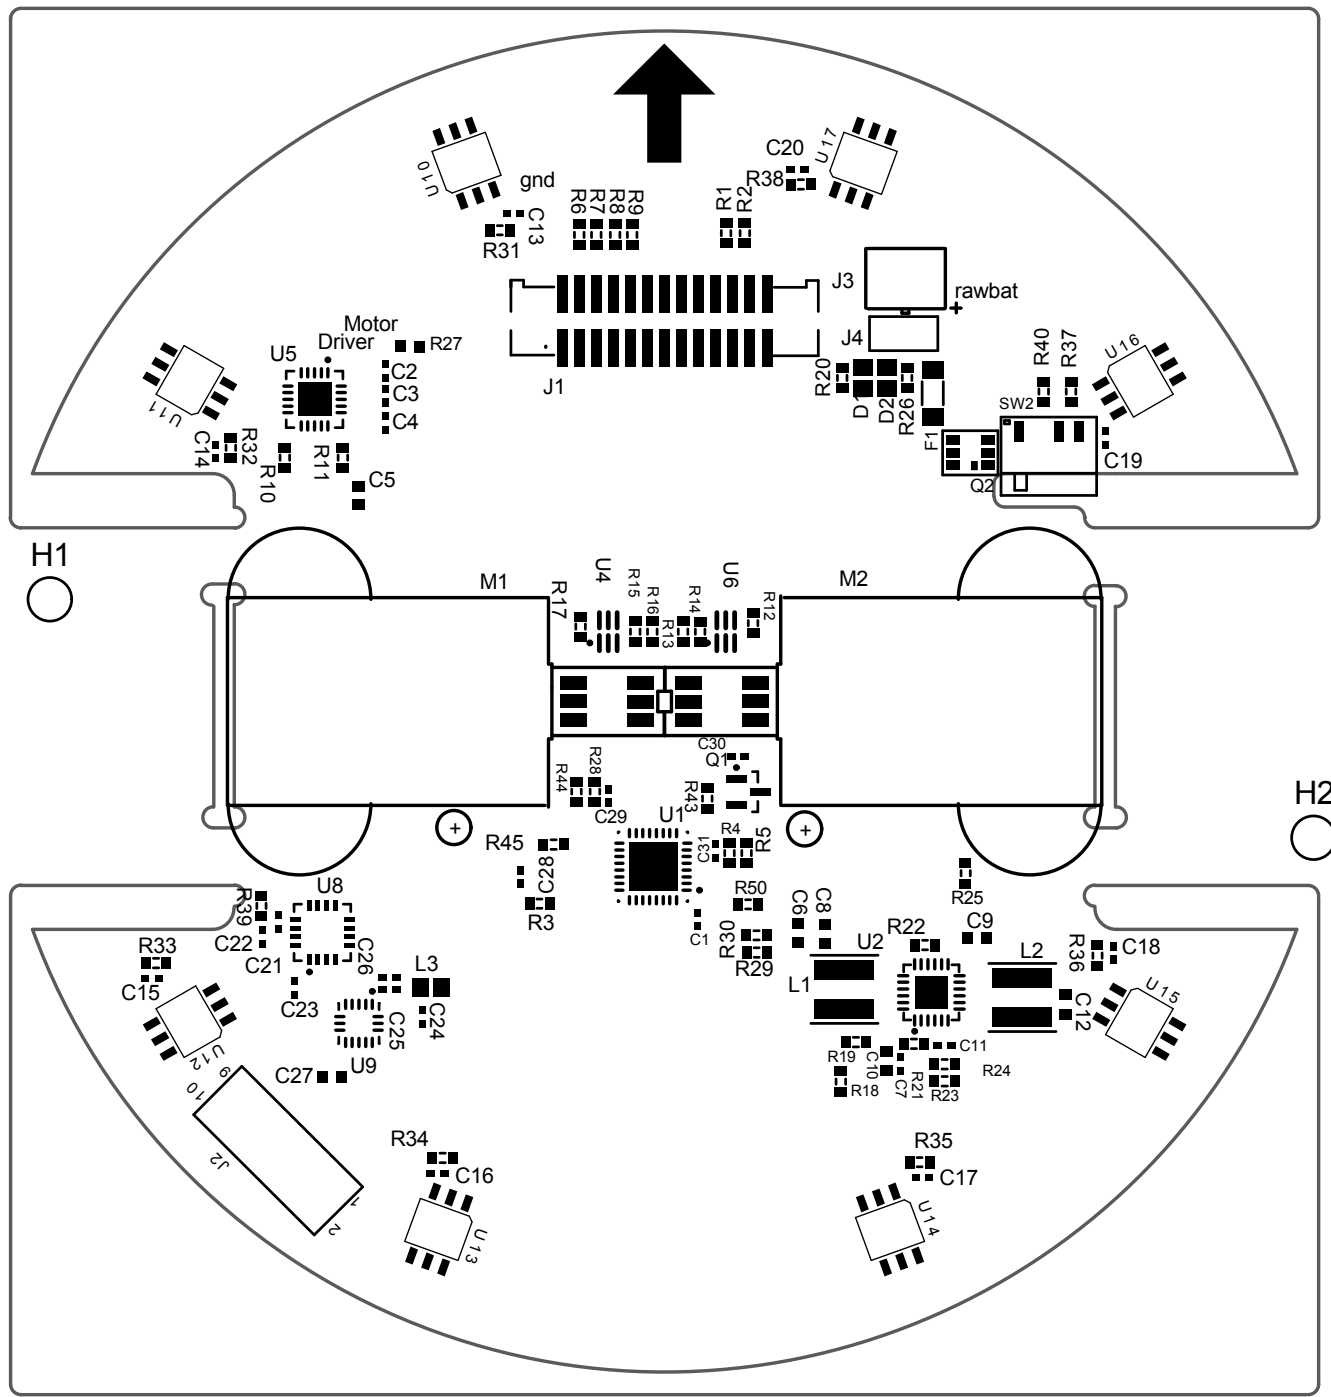 C20
U17
R38
U10
gnd
R6
R7
R8
R9
R1
R2
C13
R31
J3
rawbat
+
Motor
Driver
R27
J4
U5
C2
C3
C4
J1
R20
D1
D2
R26
F1
R40
R37
U16
SW2
U11
C14
R32
R10
R11
C5
C19
Q2
H1
M1
R17
U4
R15
R16
R13
R14
U6
R12
M2
C30
Q1
R44
R28
C29
R43
H2
U1
+
+
R45
C28
C31
R4
R5
R3
R50
C1
R30
R29
R25
U8
R39
C22
C21
C26
C6
C8
U2
R22
C9
L2
R36
C18
R33
C15
C23
L3
L1
U12
U9
C25
C24
C12
U15
C27
R19
C10
C7
R21
C11
R24
R18
R23
9
10
J2
1
2
R34
C16
U13
R35
C17
U14